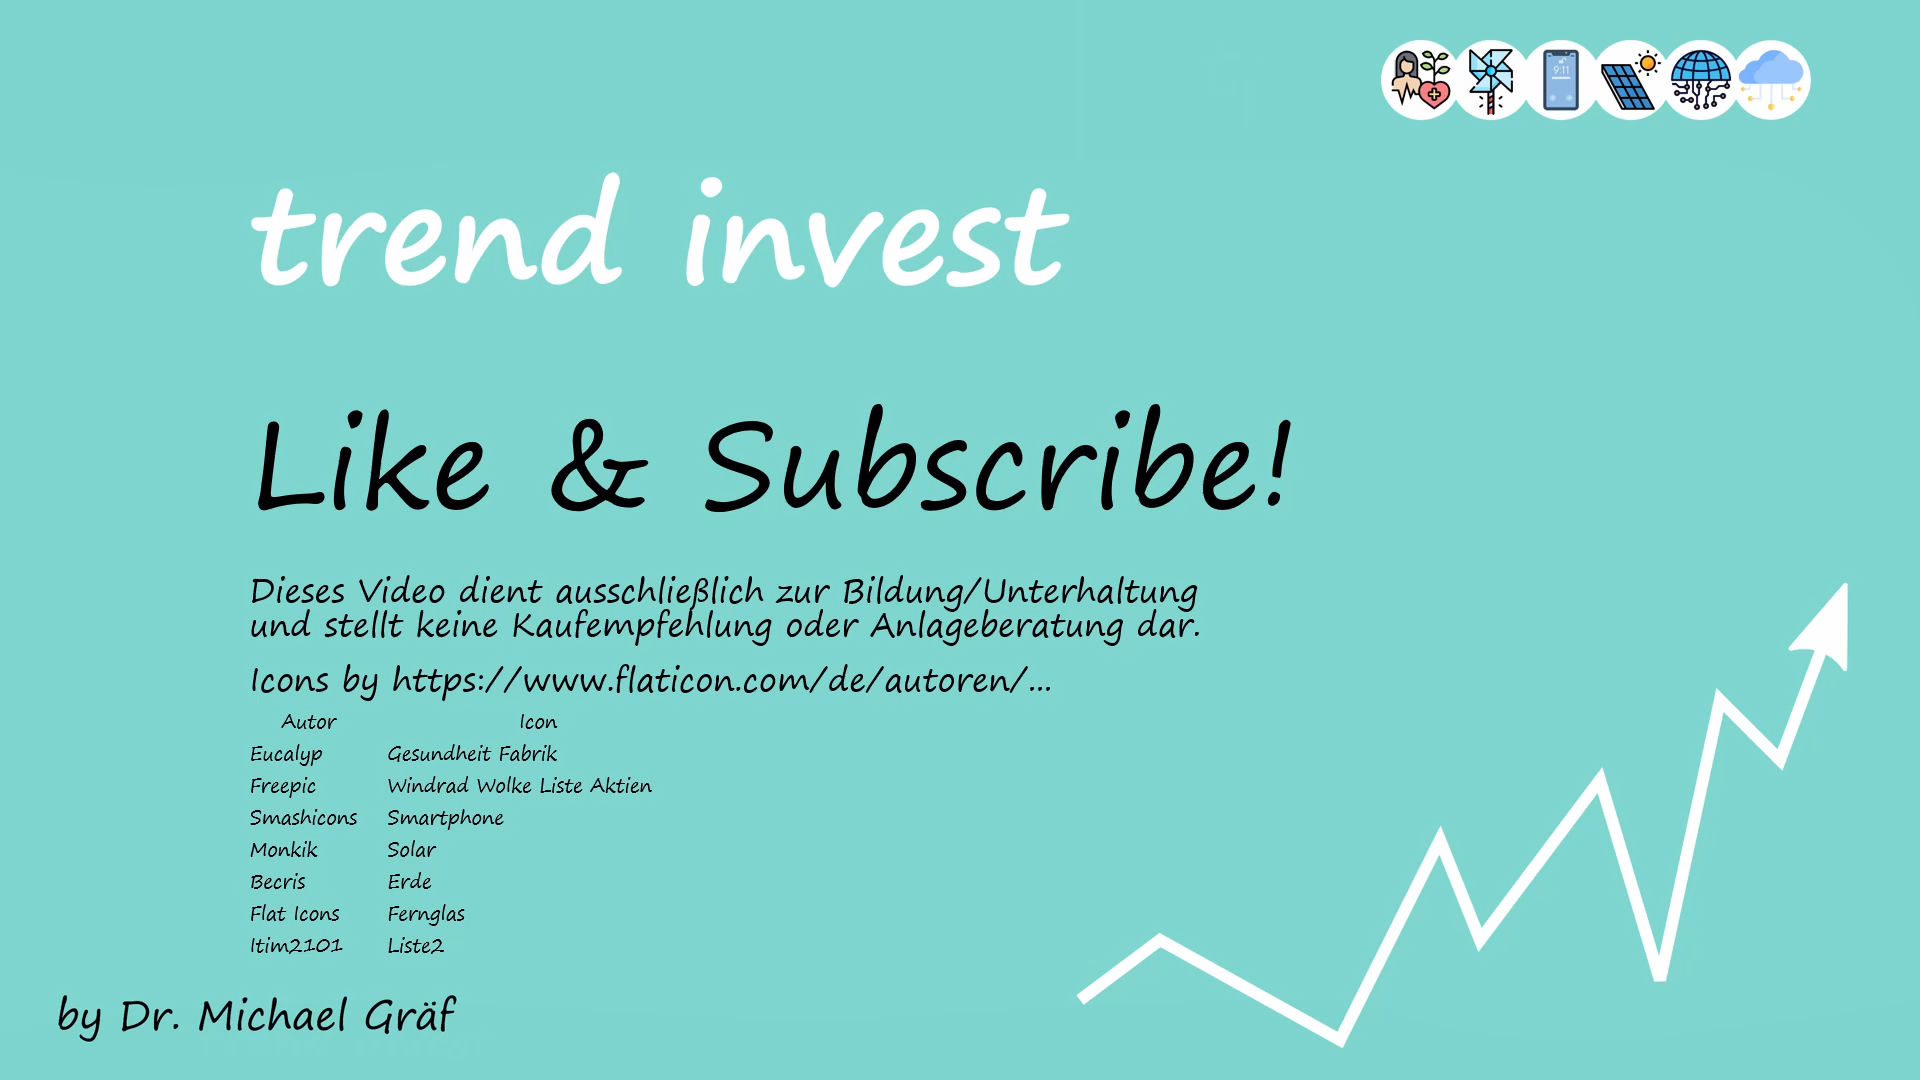 9:11
trend invest
Like & Subscribe!
Dieses Video dient ausschließlich zur Bildung/Unterhaltung
und stellt keine Kaufempfehlung oder Anlageberatung dar.
Icons by https://www.flaticon.com/de/autoren/...
Autor Icon
Eucalyp Gesundheit Fabrik
Freepic Windrad Wolke Liste Aktien
Smashicons Smartphone
Monkik Solar
Becris Erde
Flat Icons Fernglas
Itim2101 Liste2
by Dr. Michael Gräf